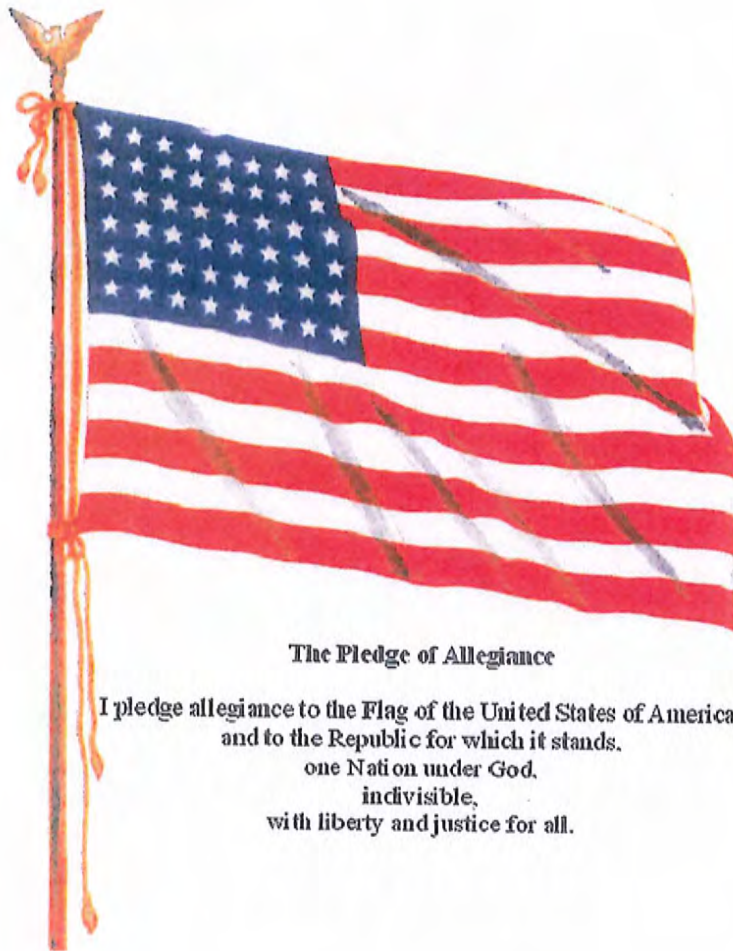 The Pledge of Allegiance
I pledge allegiance to the Flag of the United States of America
and to the Republic for which it stands,
one Nation under God,
indivisible,
with liberty and justice for all.